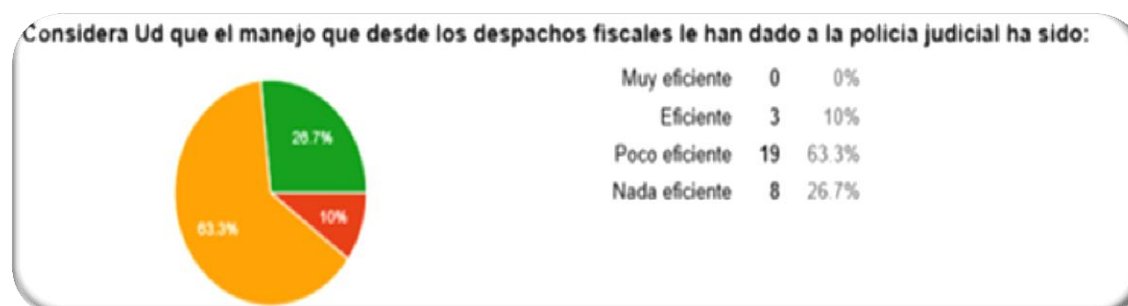 Considera Ud que el manejo que desde los despachos fiscales le han dado a la policia judicial ha sido:
Muy eficiente 0 0%
Eficiente 3 10%
Poco eficiente 19 63.3%
Nada eficiente 8 26.7%
26.7%
10%
63.3%